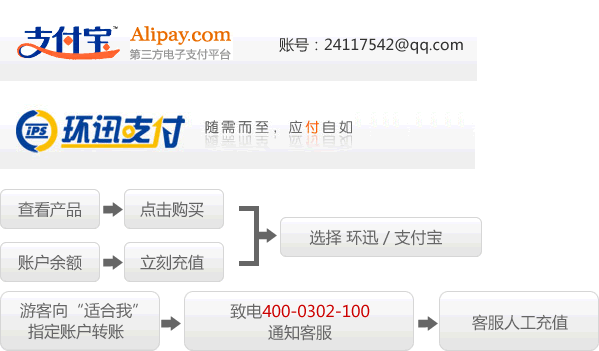 支付宝™ Alipay.com
第三方电子支付平台
账号：24117542@qq.com
iPS 环迅支付 随需而至，应付自如
查看产品 点击购买
选择 环迅 / 支付宝
账户余额 立刻充值
游客向“适合我”
指定账户转账
致电400-0302-100
通知客服
客服人工充值